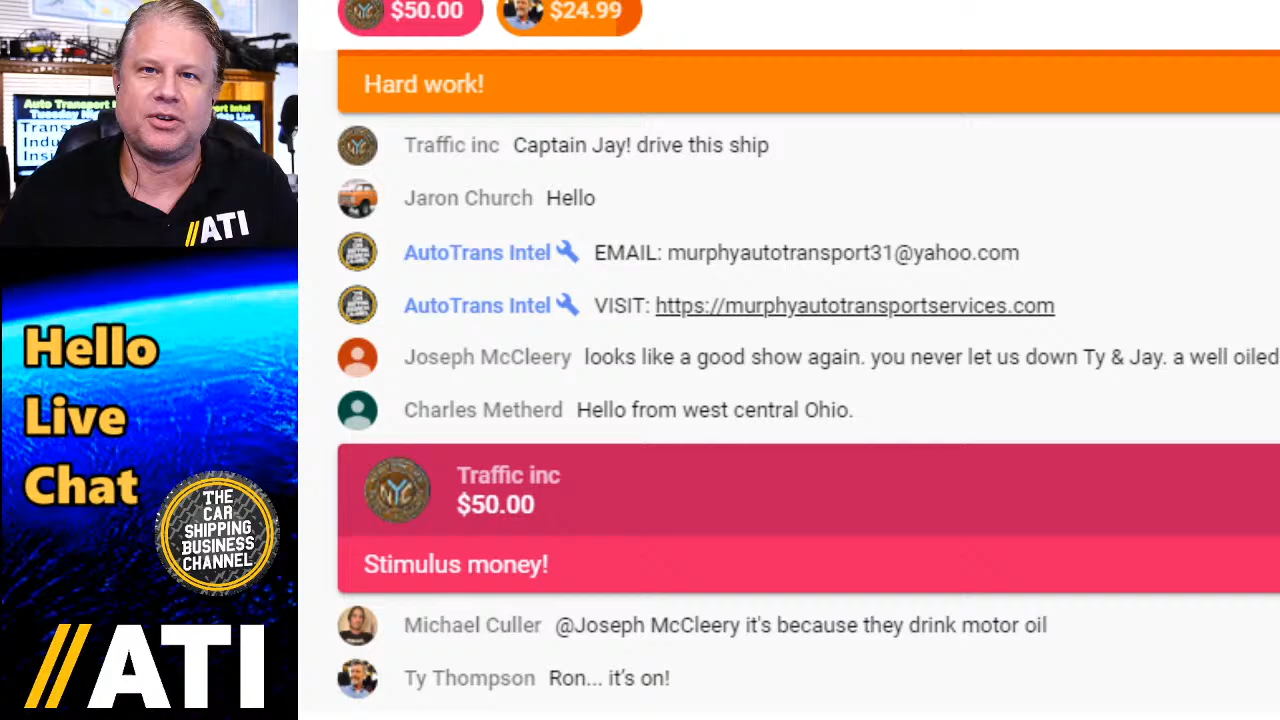 $50.00
$24.99
Hard work!
Traffic inc Captain Jay! drive this ship
Jaron Church Hello
AutoTrans Intel EMAIL: murphyautotransport31@yahoo.com
AutoTrans Intel VISIT: https://murphyautotransportservices.com
Joseph McCleery looks like a good show again. you never let us down Ty & Jay. a well oiled
Charles Metherd Hello from west central Ohio.
Traffic inc
$50.00
Stimulus money!
Michael Culler @Joseph McCleery it's because they drink motor oil
Ty Thompson Ron... it's on!
Auto Transport
Tuesday
//ATI
Hello
Live
Chat
THE
CAR
SHIPPING
BUSINESS
CHANNEL
//ATI
NYC